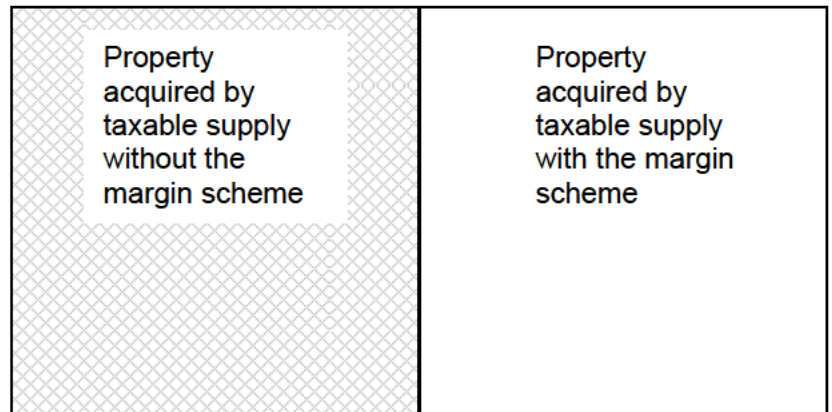 Property
acquired by
taxable supply
without the
margin scheme
Property
acquired by
taxable supply
with the margin
scheme